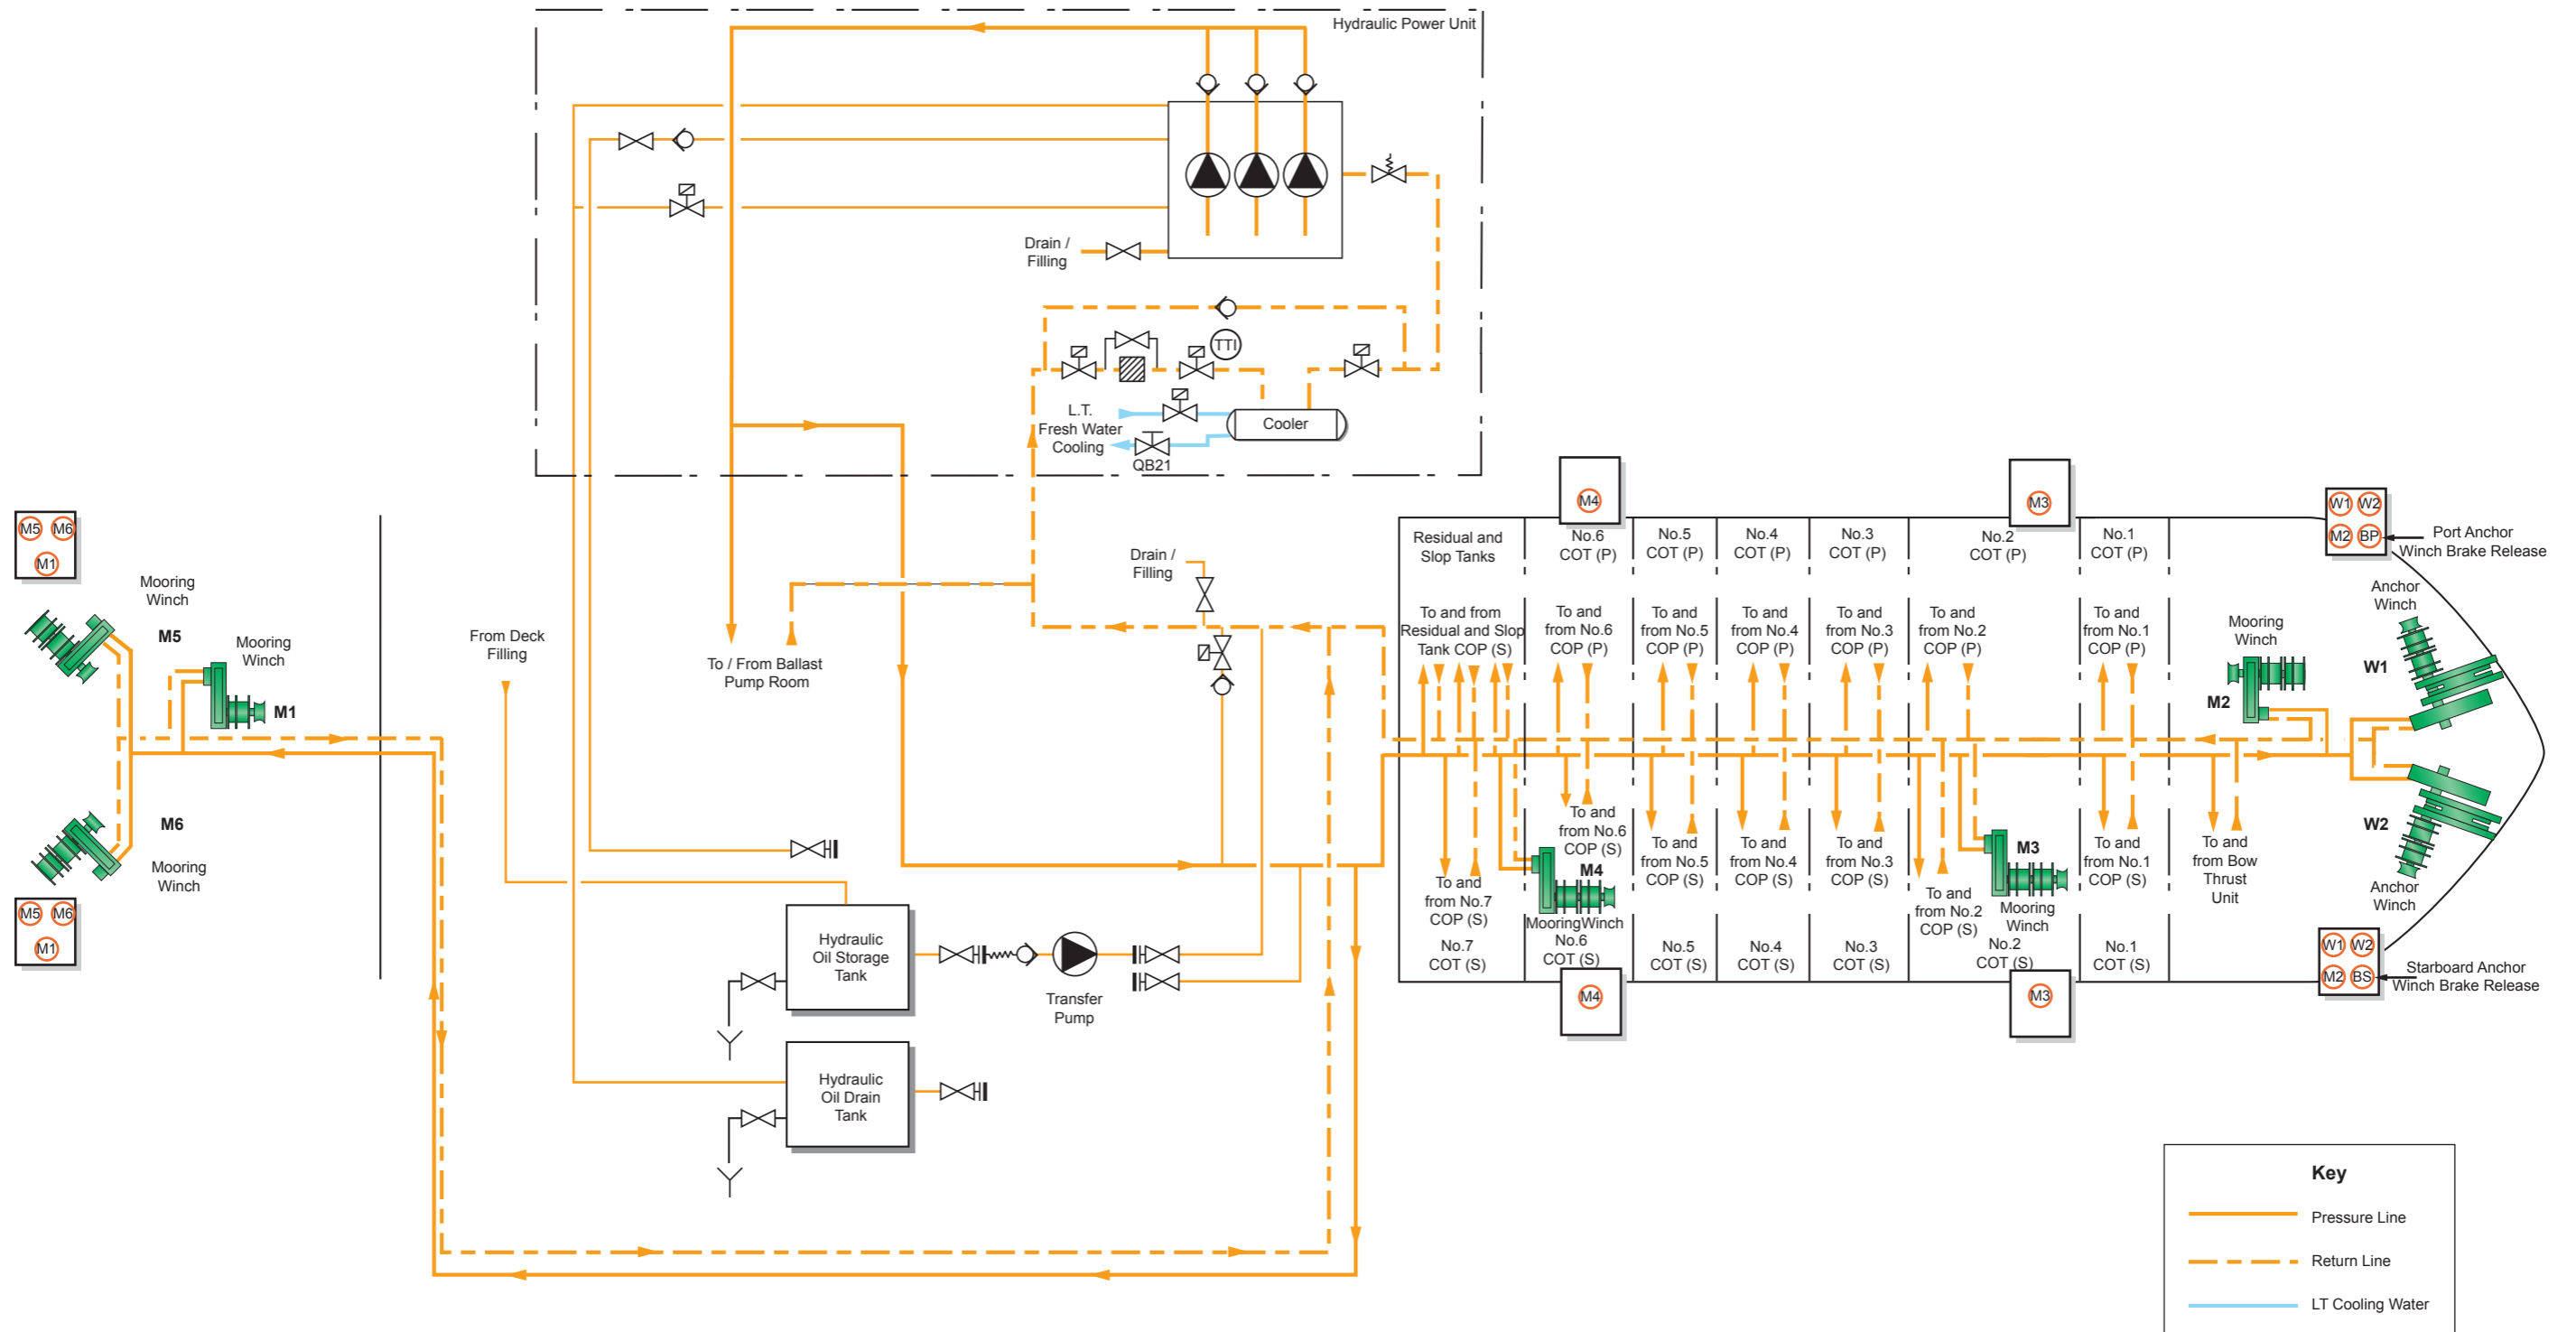 Hydraulic Power Unit
Drain /
Filling
TTI
L.T.
Fresh Water
Cooling
Cooler
QB21
M5 M6
M1
Mooring
Winch
M5
Mooring
Winch
M1
M6
Mooring
Winch
M5 M6
M1
From Deck
Filling
To / From Ballast
Pump Room
Drain /
Filling
Hydraulic
Oil Storage
Tank
Transfer
Pump
Hydraulic
Oil Drain
Tank
M4
M3
W1 W2
M2 BP
Port Anchor
Winch Brake Release
Residual and
Slop Tanks
No.6
COT (P)
No.5
COT (P)
No.4
COT (P)
No.3
COT (P)
No.2
COT (P)
No.1
COT (P)
To and from
Residual and Slop
Tank COP (S)
To and
from No.6
COP (P)
To and
from No.5
COP (P)
To and
from No.4
COP (P)
To and
from No.3
COP (P)
To and
from No.2
COP (P)
To and
from No.1
COP (P)
Mooring
Winch
M2
Anchor
Winch
W1
To and
from No.7
COP (S)
To and
from No.6
COP (S)
M4
MooringWinch
To and
from No.5
COP (S)
To and
from No.4
COP (S)
To and
from No.3
COP (S)
To and
from No.2
COP (S)
M3
Mooring
Winch
To and
from No.1
COP (S)
To and
from Bow
Thrust
Unit
W2
Anchor
Winch
No.7
COT (S)
No.6
COT (S)
No.5
COT (S)
No.4
COT (S)
No.3
COT (S)
No.2
COT (S)
No.1
COT (S)
M4
M3
W1 W2
M2 BS
Starboard Anchor
Winch Brake Release
Key
Pressure Line
Return Line
LT Cooling Water